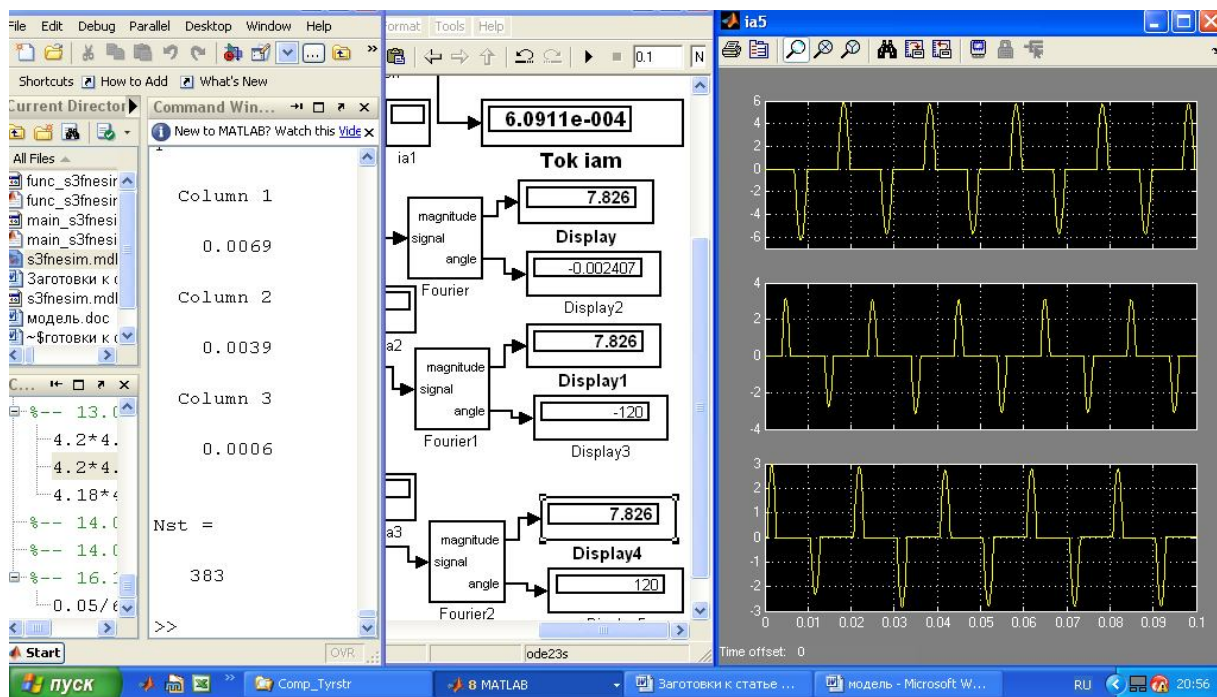 File Edit Debug Parallel Desktop Window Help
Shortcuts How to Add What's New
Current Director
All Files
func_s3fnesir
func_s3fnesi
main_s3fnesi
main_s3fnesi
s3fnesim.mdl
Заготовки к с
s3fnesim.mdl
модель.doc
~$готовки к с
C...
%-- 13.0
4.2*4.
4.2*4.
4.18*4
%-- 14.0
%-- 14.0
%-- 16.
0.05/6
Start
Command Win...
New to MATLAB? Watch this Vide
Column 1
0.0069
Column 2
0.0039
Column 3
0.0006
Nst =
383
>>
OVR
Format Tools Help
0.1
N
6.0911e-004
ia1
Tok iam
7.826
magnitude
signal
angle
Display
-0.002407
Fourier
Display2
a2
7.826
magnitude
signal
angle
Display1
-120
Fourier1
Display3
a3
7.826
magnitude
signal
angle
Display4
120
Fourier2
ode23s
ia5
6
4
2
0
-2
-4
-6
4
2
0
-2
-4
3
2
1
0
-1
-2
-3
0 0.01 0.02 0.03 0.04 0.05 0.06 0.07 0.08 0.09 0.1
Time offset: 0
пуск
Comp_Tyrstr
8 MATLAB
Заготовки к статье ...
модель - Microsoft W...
RU
20:56